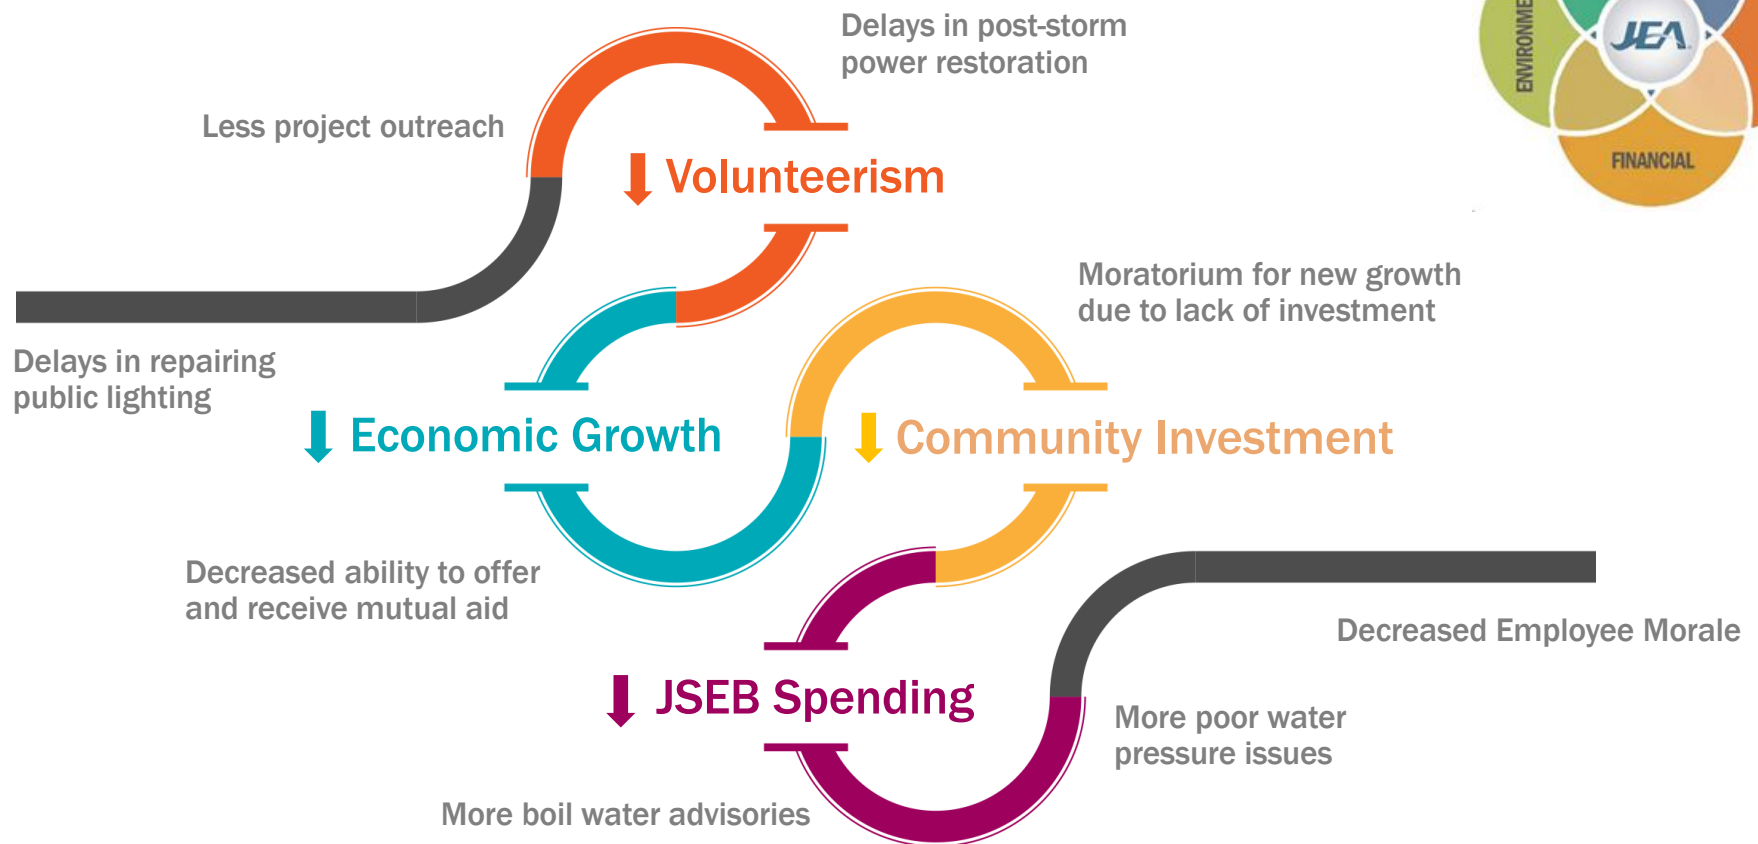 Delays in post-storm
power restoration
Less project outreach
Volunteerism
JEA
FINANCIAL
Moratorium for new growth
due to lack of investment
Delays in repairing
public lighting
Economic Growth
Community Investment
Decreased ability to offer
and receive mutual aid
Decreased Employee Morale
JSEB Spending
More poor water
pressure issues
More boil water advisories